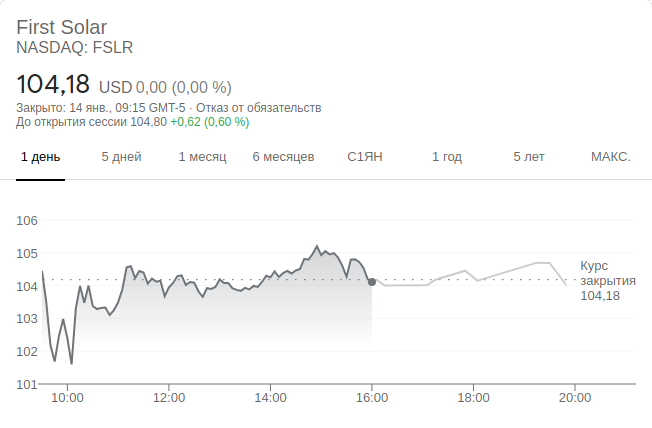 First Solar
NASDAQ: FSLR
104,18 USD 0,00 (0,00 %)
Закрыто: 14 янв., 09:15 GMT-5 · Отказ от обязательств
До открытия сессии 104,80 +0,62 (0,60 %)
1 день 5 дней 1 месяц 6 месяцев С1ЯН 1 год 5 лет МАКС.
106
105
104
103
102
101
Курс
закрытия
104,18
10:00 12:00 14:00 16:00 18:00 20:00